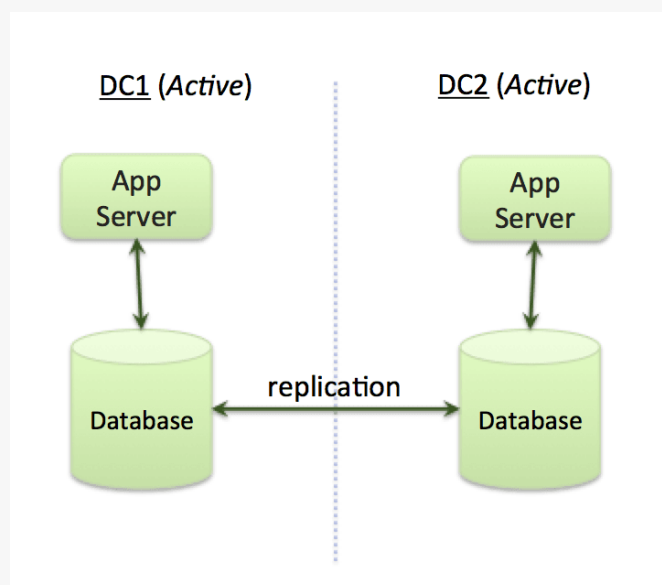 DC1 (Active)
DC2 (Active)
App
Server
App
Server
replication
Database
Database